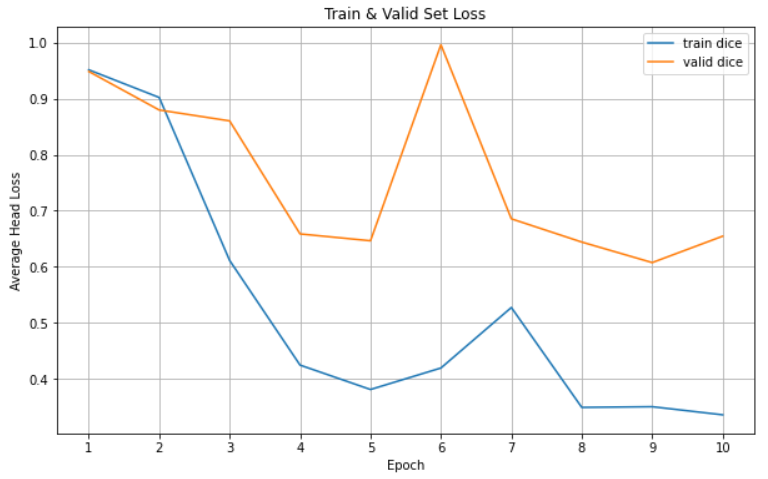 Train & Valid Set Loss
train dice
valid dice
Average Head Loss
1.0
0.9
0.8
0.7
0.6
0.5
0.4
1 2 3 4 5 6 7 8 9 10
Epoch